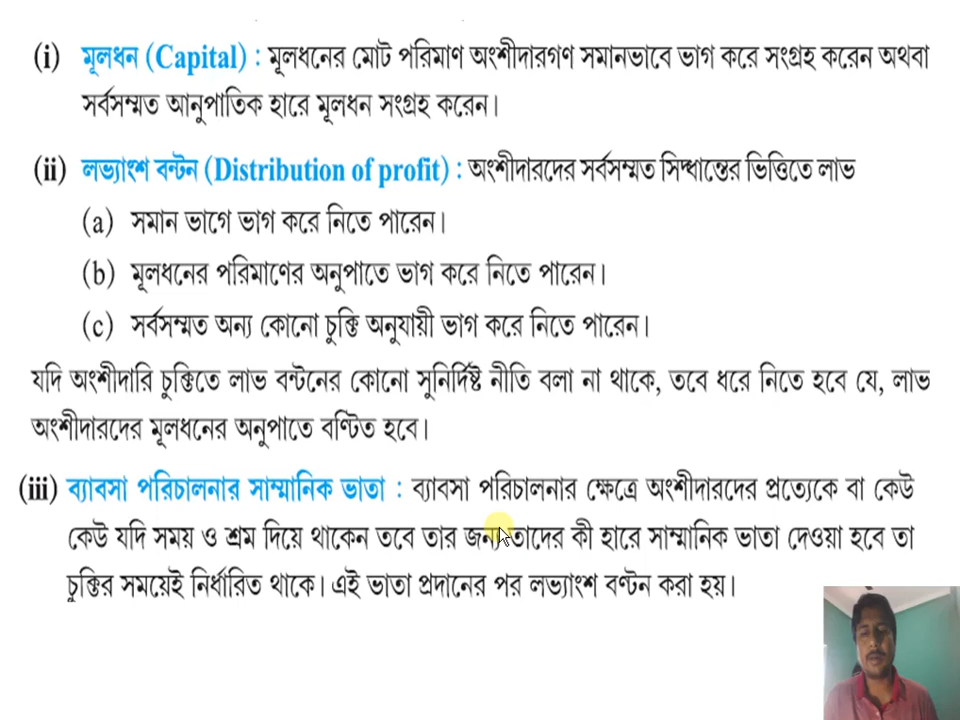 (i) মূলধন (Capital) : মূলধনের মোট পরিমাণ অংশীদারগণ সমানভাবে ভাগ করে সংগ্রহ করেন অথবা
সর্বসম্মত আনুপাতিক হারে মূলধন সংগ্রহ করেন।
(ii) লভ্যাংশ বণ্টন (Distribution of profit) : অংশীদারদের সর্বসম্মত সিদ্ধান্তের ভিত্তিতে লাভ
(a) সমান ভাগে ভাগ করে নিতে পারেন।
(b) মূলধনের পরিমাণের অনুপাতে ভাগ করে নিতে পারেন।
(c) সর্বসম্মত অন্য কোনো চুক্তি অনুযায়ী ভাগ করে নিতে পারেন।
যদি অংশীদারি চুক্তিতে লাভ বণ্টনের কোনো সুনির্দিষ্ট নীতি বলা না থাকে, তবে ধরে নিতে হবে যে, লাভ
অংশীদারদের মূলধনের অনুপাতে বণ্টিত হবে।
(iii) ব্যাবসা পরিচালনার সাম্মানিক ভাতা : ব্যাবসা পরিচালনার ক্ষেত্রে অংশীদারদের প্রত্যেকে বা কেউ
কেউ যদি সময় ও শ্রম দিয়ে থাকেন তবে তার জন্য তাদের কী হারে সাম্মানিক ভাতা দেওয়া হবে তা
চুক্তির সময়েই নির্ধারিত থাকে। এই ভাতা প্রদানের পর লভ্যাংশ বণ্টন করা হয়।